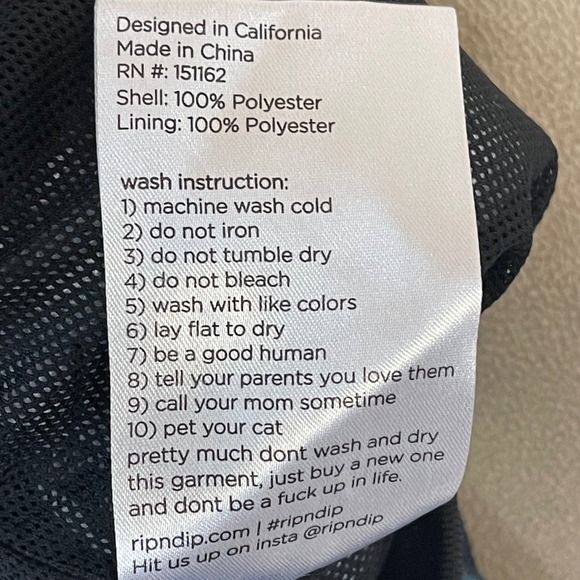 Designed in California
Made in China
RN #: 151162
Shell: 100% Polyester
Lining: 100% Polyester
wash instruction:
1) machine wash cold
2) do not iron
3) do not tumble dry
4) do not bleach
5) wash with like colors
6) lay flat to dry
7) be a good human
8) tell your parents you love them
9) call your mom sometime
10) pet your cat
pretty much dont wash and dry
this garment, just buy a new one
and dont be a fuck up in life.
ripndip.com | #ripndip
Hit us up on insta @ripndip